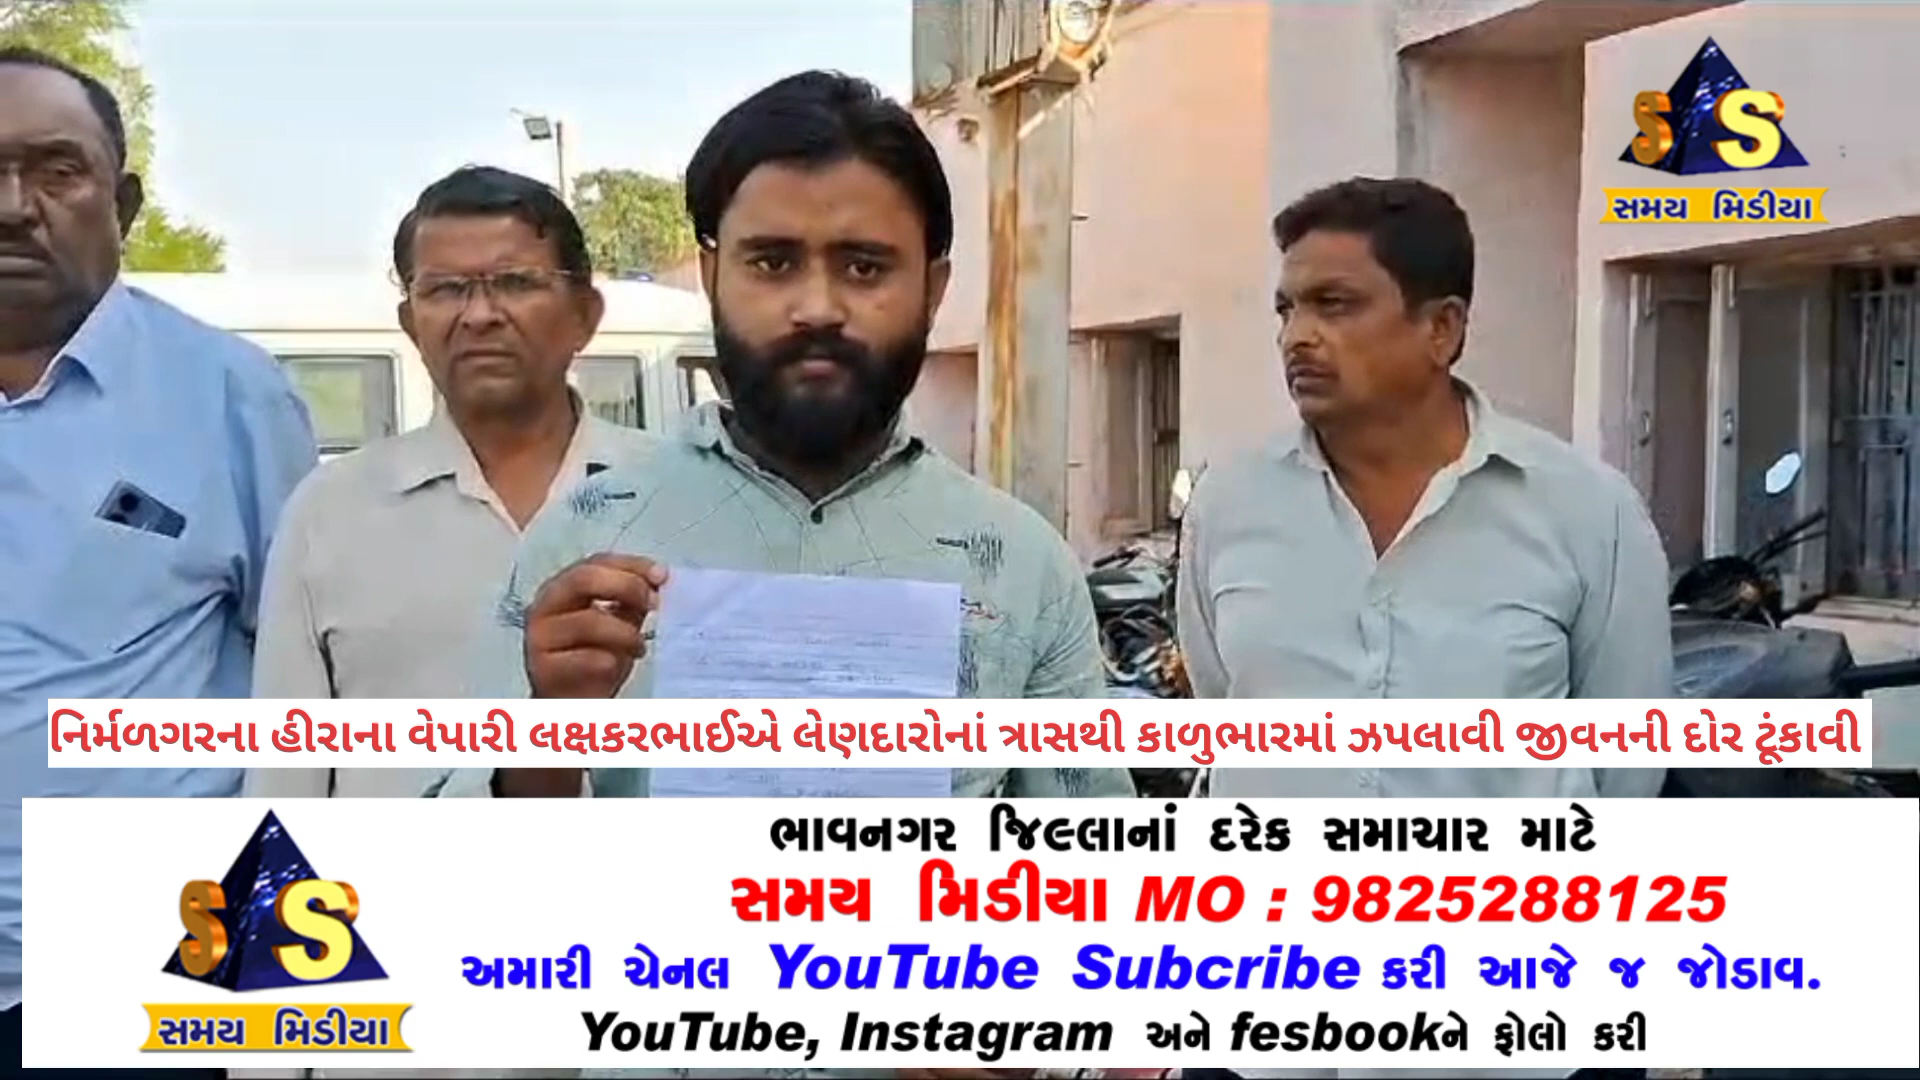 S S
સમય મિડીયા
નિર્મળગરના હીરાના વેપારી લક્ષકરભાઈએ લેણદારોનાં ત્રાસથી કાળુભારમાં ઝપલાવી જીવનની દોર ટૂંકાવી
ભાવનગર જિલ્લાનાં દરેક સમાચાર માટે
સમય મિડીયા MO : 9825288125
અમારી ચેનલ YouTube Subcribe કરી આજે જ જોડાવ.
YouTube, Instagram અને fesbookને ફોલો કરી
S S
સમય મિડીયા